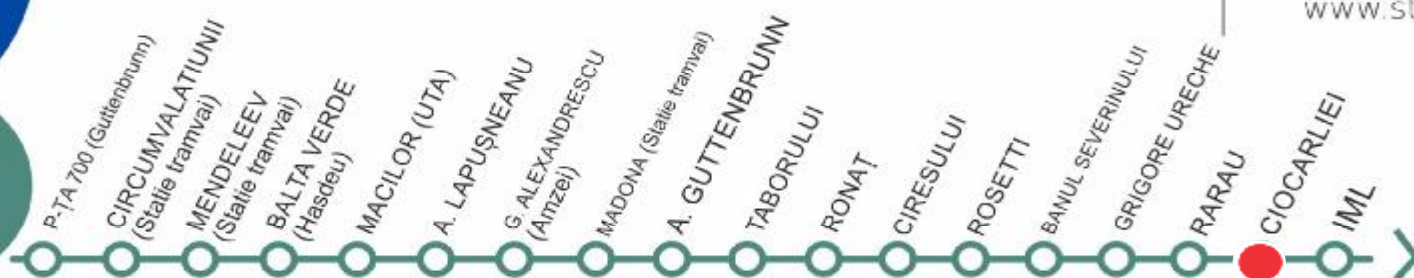 www.st
P-ȚA 700 (Guttenbrunn)
CIRCUMVALATIUNII
(Statie tramvai)
MENDELEEV
(Statie tramvai)
BALTA VERDE
(Hasdeu)
MACILOR (UTA)
A. LAPUȘNEANU
G. ALEXANDRESCU
(Amzei)
MADONA (Statie tramvai)
A. GUTTENBRUNN
TABORULUI
RONAȚ
CIRESULUI
ROSETTI
BANUL SEVERINULUI
GRIGORE URECHE
RARAU
CIOCARLIEI
IML